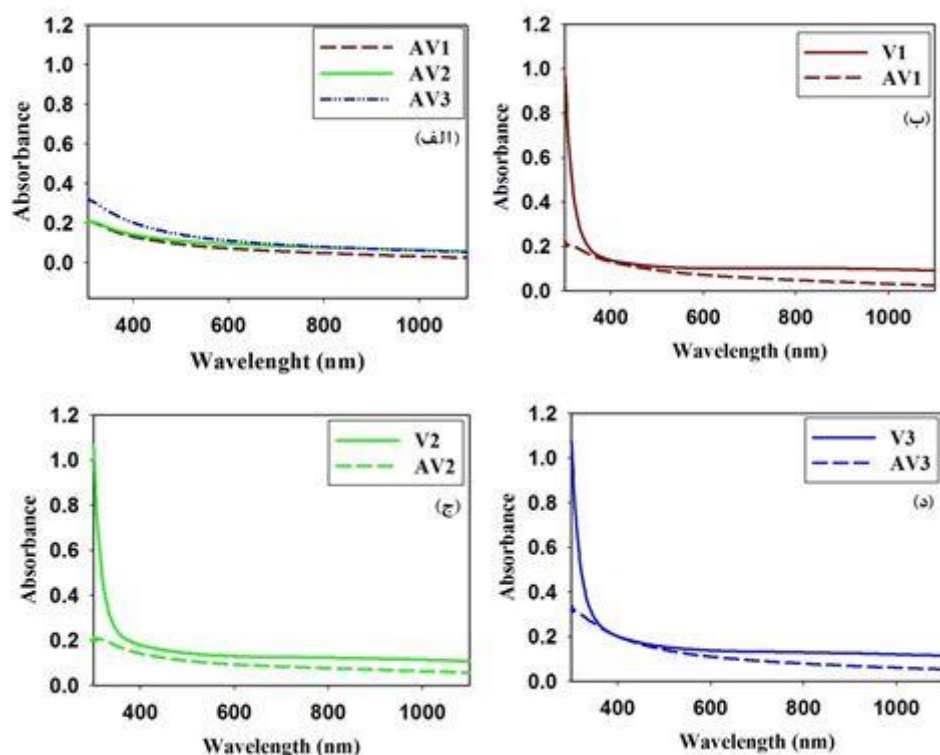 1.2
1.0
0.8
0.6
0.4
0.2
0.0
Absorbance
AV1
AV2
AV3
(الف)
400 600 800 1000
Wavelenght (nm)
1.2
1.0
0.8
0.6
0.4
0.2
0.0
Absorbance
V1
AV1
(ب)
400 600 800 1000
Wavelength (nm)
1.2
1.0
0.8
0.6
0.4
0.2
0.0
Absorbance
V2
AV2
(ج)
400 600 800 1000
Wavelength (nm)
1.2
1.0
0.8
0.6
0.4
0.2
0.0
Absorbance
V3
AV3
(د)
400 600 800 1000
Wavelength (nm)